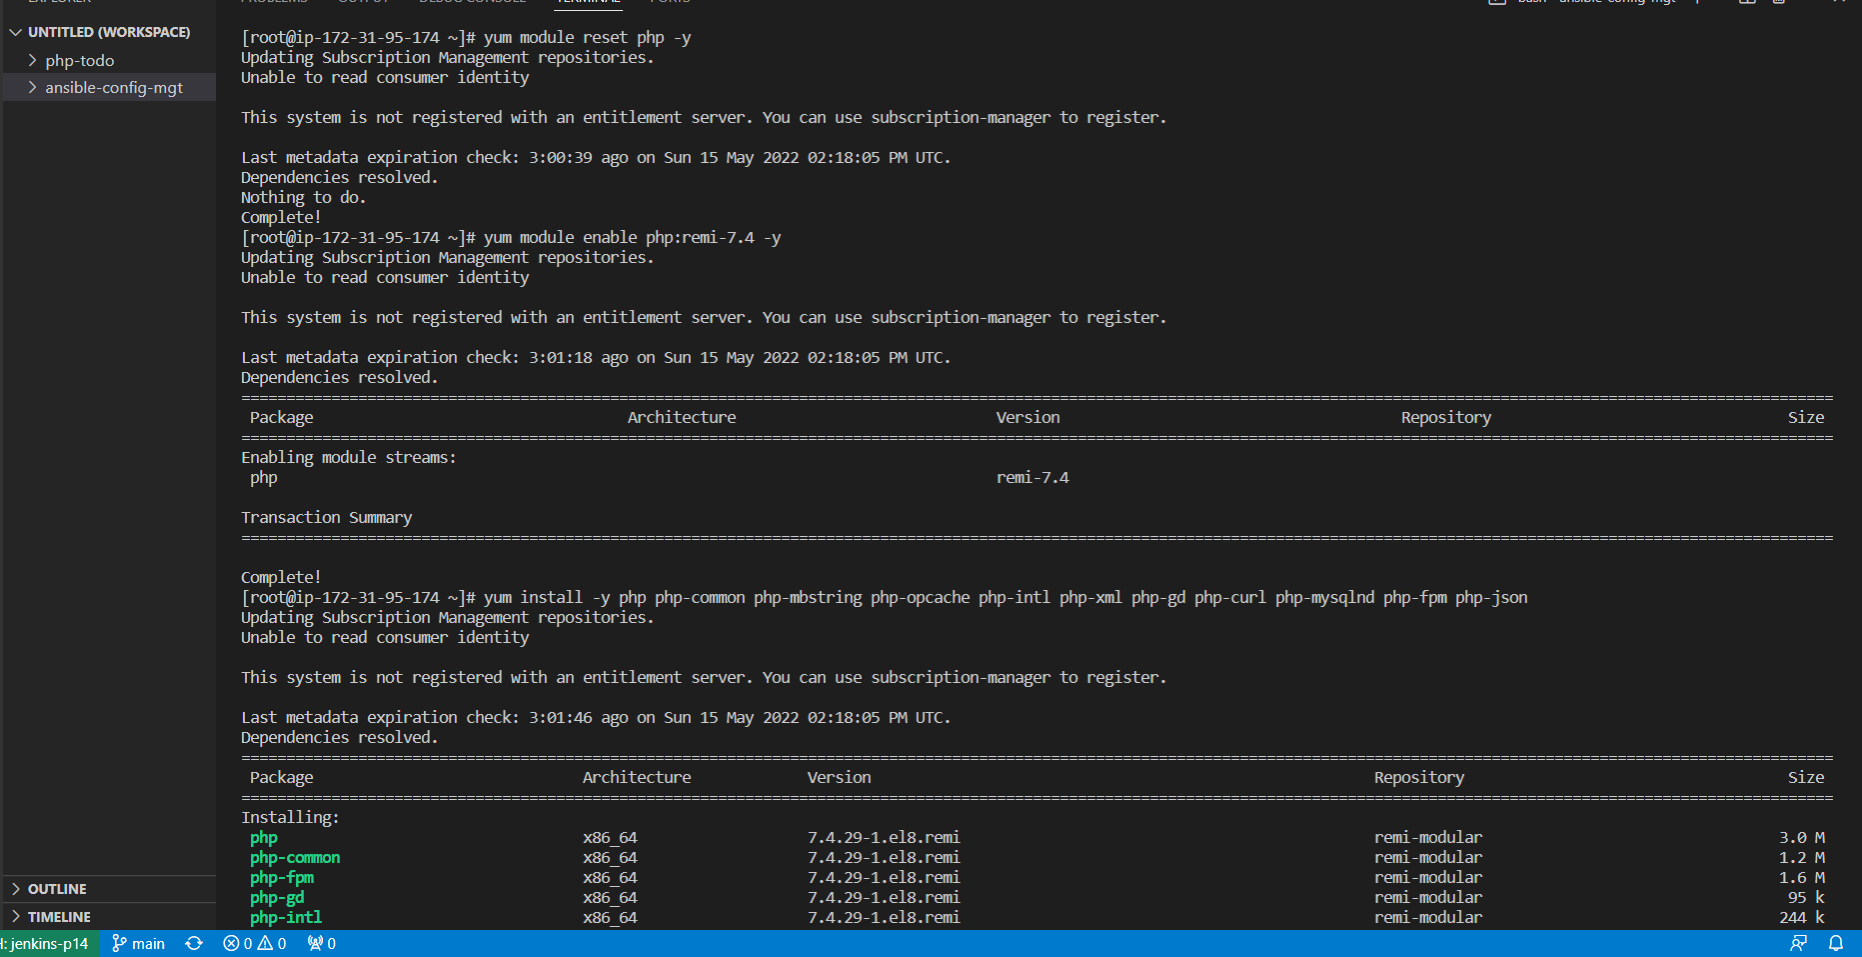 EXPLORER
PROBLEMS OUTPUT DEBUG CONSOLE TERMINAL PORTS bash - ansible-config-mgt
UNTITLED (WORKSPACE)
php-todo
ansible-config-mgt
OUTLINE
TIMELINE
[root@ip-172-31-95-174 ~]# yum module reset php -y
Updating Subscription Management repositories.
Unable to read consumer identity
This system is not registered with an entitlement server. You can use subscription-manager to register.
Last metadata expiration check: 3:00:39 ago on Sun 15 May 2022 02:18:05 PM UTC.
Dependencies resolved.
Nothing to do.
Complete!
[root@ip-172-31-95-174 ~]# yum module enable php:remi-7.4 -y
Updating Subscription Management repositories.
Unable to read consumer identity
This system is not registered with an entitlement server. You can use subscription-manager to register.
Last metadata expiration check: 3:01:18 ago on Sun 15 May 2022 02:18:05 PM UTC.
Dependencies resolved.
Package Architecture Version Repository Size
Enabling module streams:
php remi-7.4
Transaction Summary
Complete!
[root@ip-172-31-95-174 ~]# yum install -y php php-common php-mbstring php-opcache php-intl php-xml php-gd php-curl php-mysqlnd php-fpm php-json
Updating Subscription Management repositories.
Unable to read consumer identity
This system is not registered with an entitlement server. You can use subscription-manager to register.
Last metadata expiration check: 3:01:46 ago on Sun 15 May 2022 02:18:05 PM UTC.
Dependencies resolved.
Package Architecture Version Repository Size
Installing:
php x86_64 7.4.29-1.el8.remi remi-modular 3.0 M
php-common x86_64 7.4.29-1.el8.remi remi-modular 1.2 M
php-fpm x86_64 7.4.29-1.el8.remi remi-modular 1.6 M
php-gd x86_64 7.4.29-1.el8.remi remi-modular 95 k
php-intl x86_64 7.4.29-1.el8.remi remi-modular 244 k
: jenkins-p14 main 0 0 0